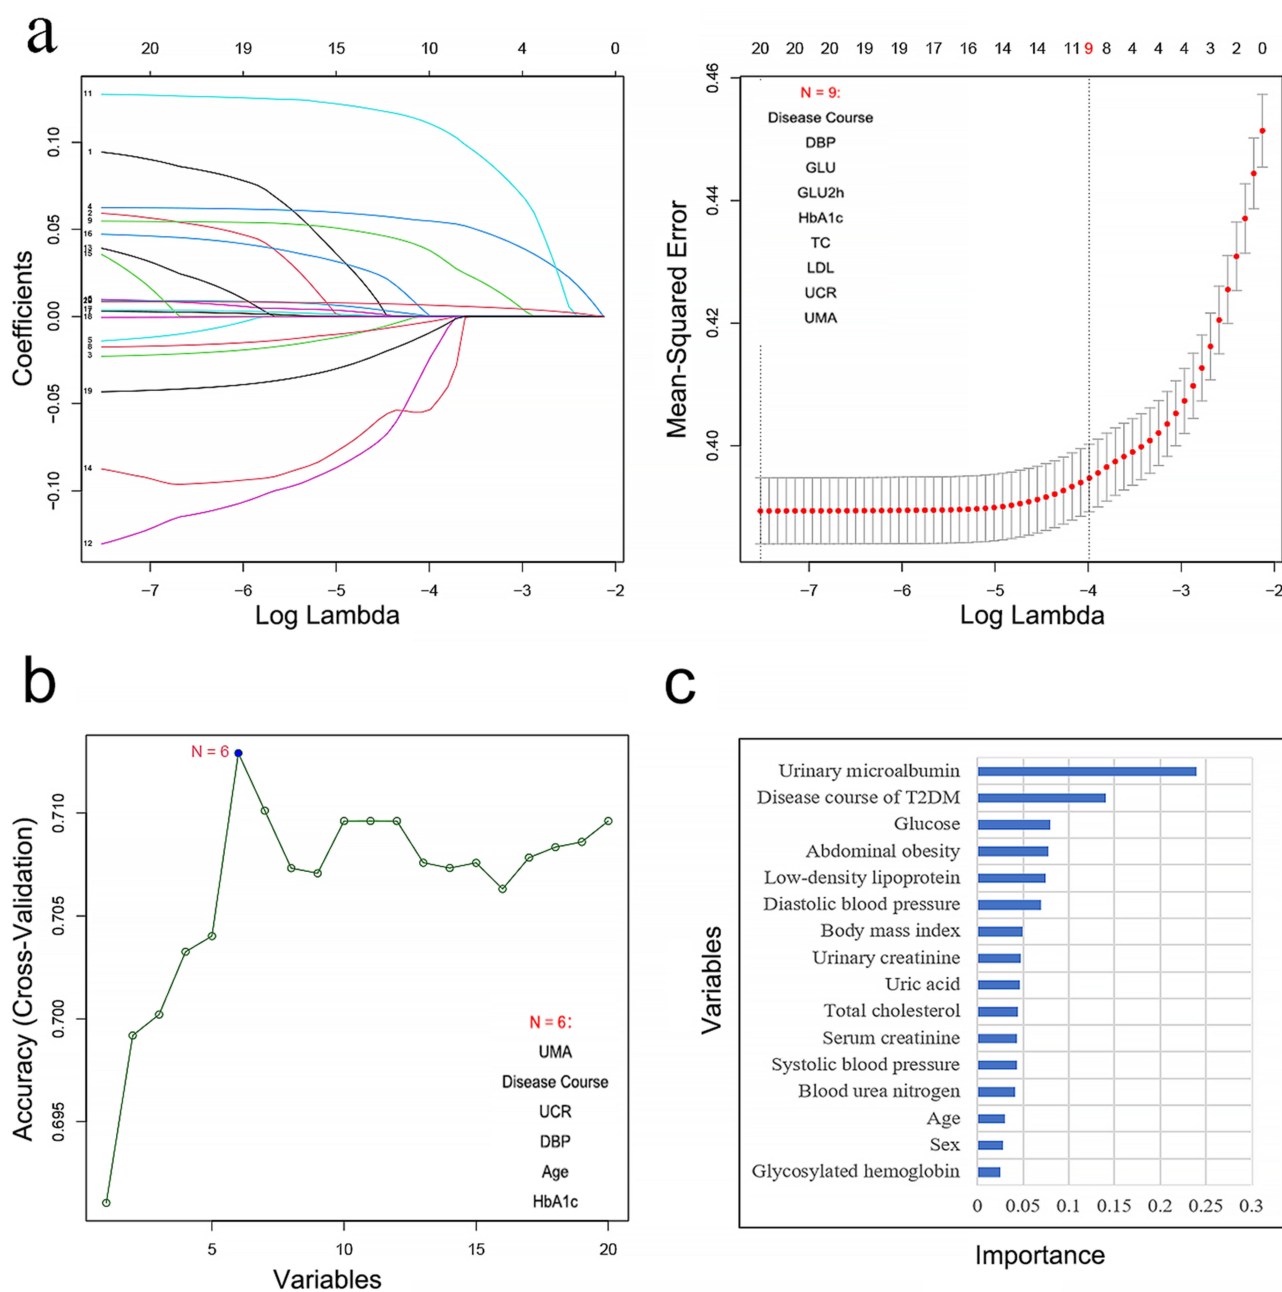 a
20 19 15 10 4 0
Coefficients
0.10
0.05
0.00
−0.05
−0.10
11
1
4
2
9
16
13
15
17
18
5
8
3
19
14
12
−7 −6 −5 −4 −3 −2
Log Lambda
20 20 20 19 19 17 16 14 14 11 9 8 4 4 4 3 2 0
Mean-Squared Error
0.46
0.44
0.42
0.40
N = 9:
Disease Course
DBP
GLU
GLU2h
HbA1c
TC
LDL
UCR
UMA
−7 −6 −5 −4 −3 −2
Log Lambda
b
Accuracy (Cross-Validation)
0.710
0.705
0.700
0.695
N = 6
N = 6:
UMA
Disease Course
UCR
DBP
Age
HbA1c
5 10 15 20
Variables
c
Variables
Urinary microalbumin
Disease course of T2DM
Glucose
Abdominal obesity
Low-density lipoprotein
Diastolic blood pressure
Body mass index
Urinary creatinine
Uric acid
Total cholesterol
Serum creatinine
Systolic blood pressure
Blood urea nitrogen
Age
Sex
Glycosylated hemoglobin
0 0.05 0.1 0.15 0.2 0.25 0.3
Importance